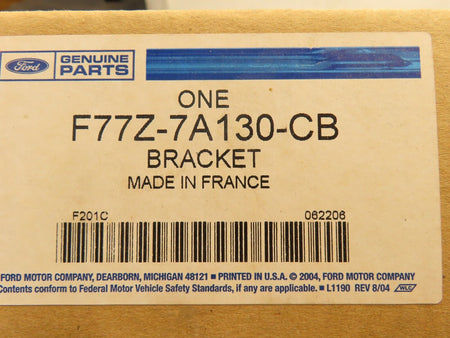 Ford GENUINE PARTS
ONE
F77Z-7A130-CB
BRACKET
MADE IN FRANCE
F201C 062206
FORD MOTOR COMPANY, DEARBORN, MICHIGAN 48121 ■ PRINTED IN U.S.A. © 2004, FORD MOTOR COMPANY
Contents conform to Federal Motor Vehicle Safety Standards, if any are applicable. ■ L1190 REV 8/04 WLC